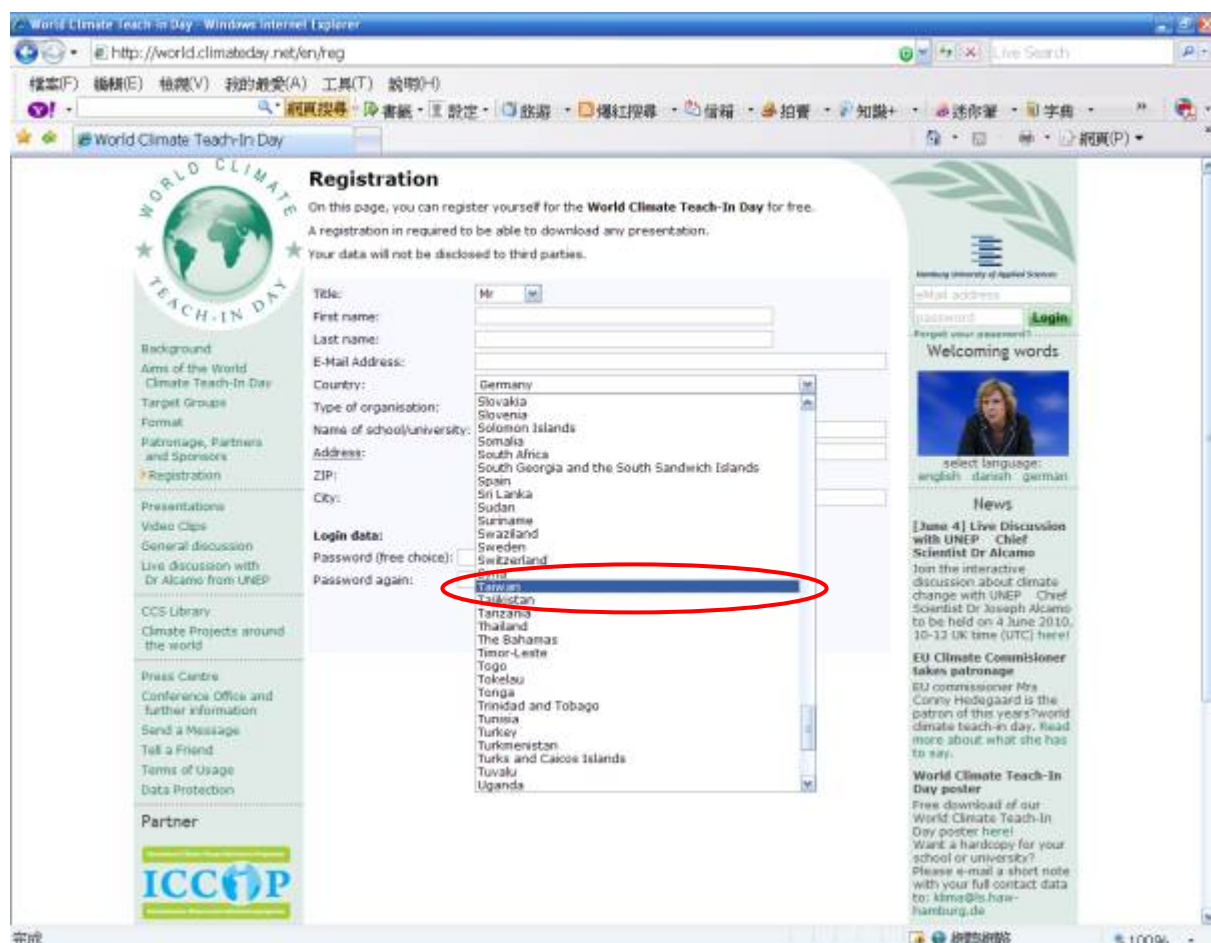 World Climate Teach-in Day - Windows Internet Explorer
http://world.climateday.net/en/reg
Live Search
檔案(F) 編輯(E) 檢視(V) 我的最愛(A) 工具(T) 說明(H)
網頁搜尋 書籤 設定 旅遊 爆紅搜尋 信箱 拍賣 知識+ 迷你筆 字典
World Climate Teach-In Day
網頁(P)
WORLD CLIMATE TEACH-IN DAY
Background
Aims of the World
Climate Teach-In Day
Target Groups
Format
Patronage, Partners
and Sponsors
Registration
Presentations
Video Clips
General discussion
Live discussion with
Dr Alcamo from UNEP
CCS Library
Climate Projects around
the world
Press Centre
Conference Office and
further information
Send a Message
Tell a Friend
Terms of Usage
Data Protection
Partner
ICCIP
Registration
On this page, you can register yourself for the World Climate Teach-In Day for free.
A registration in required to be able to download any presentation.
Your data will not be disclosed to third parties.
Title: Mr
First name:
Last name:
E-Mail Address:
Country: Germany
Type of organisation:
Name of school/university:
Address:
ZIP:
City:
Login data:
Password (free choice):
Password again:
Slovakia
Slovenia
Solomon Islands
Somalia
South Africa
South Georgia and the South Sandwich Islands
Spain
Sri Lanka
Sudan
Suriname
Swaziland
Sweden
Switzerland
Syria
Taiwan
Tajikistan
Tanzania
Thailand
The Bahamas
Timor-Leste
Togo
Tokelau
Tonga
Trinidad and Tobago
Tunisia
Turkey
Turkmenistan
Turks and Caicos Islands
Tuvalu
Uganda
Hamburg University of Applied Sciences
eMail address
password Login
Forgot your password?
Welcoming words
select language:
english danish german
News
[June 4] Live Discussion
with UNEP Chief
Scientist Dr Alcamo
Join the interactive
discussion about climate
change with UNEP Chief
Scientist Dr Joseph Alcamo
to be held on 4 June 2010,
10-12 UK time (UTC) here!
EU Climate Commisioner
takes patronage
EU commissioner Mrs
Conny Hedegaard is the
patron of this years?world
climate teach-in day. Read
more about what she has
to say.
World Climate Teach-In
Day poster
Free download of our
World Climate Teach-In
Day poster here!
Want a hardcopy for your
school or university?
Please e-mail a short note
with your full contact data
to: klima@ls.haw-
hamburg.de
完成
網際網路
100%